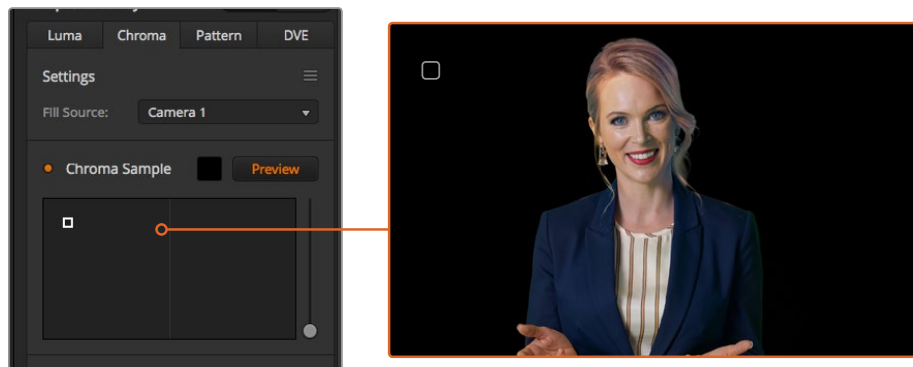 Luma Chroma Pattern DVE
Settings
Fill Source: Camera 1
Chroma Sample Preview